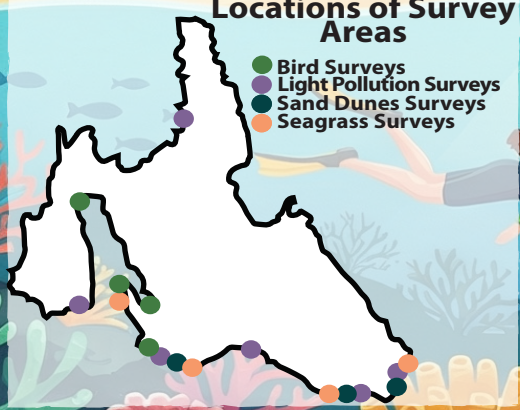 Locations of Survey
Areas
Bird Surveys
Light Pollution Surveys
Sand Dunes Surveys
Seagrass Surveys